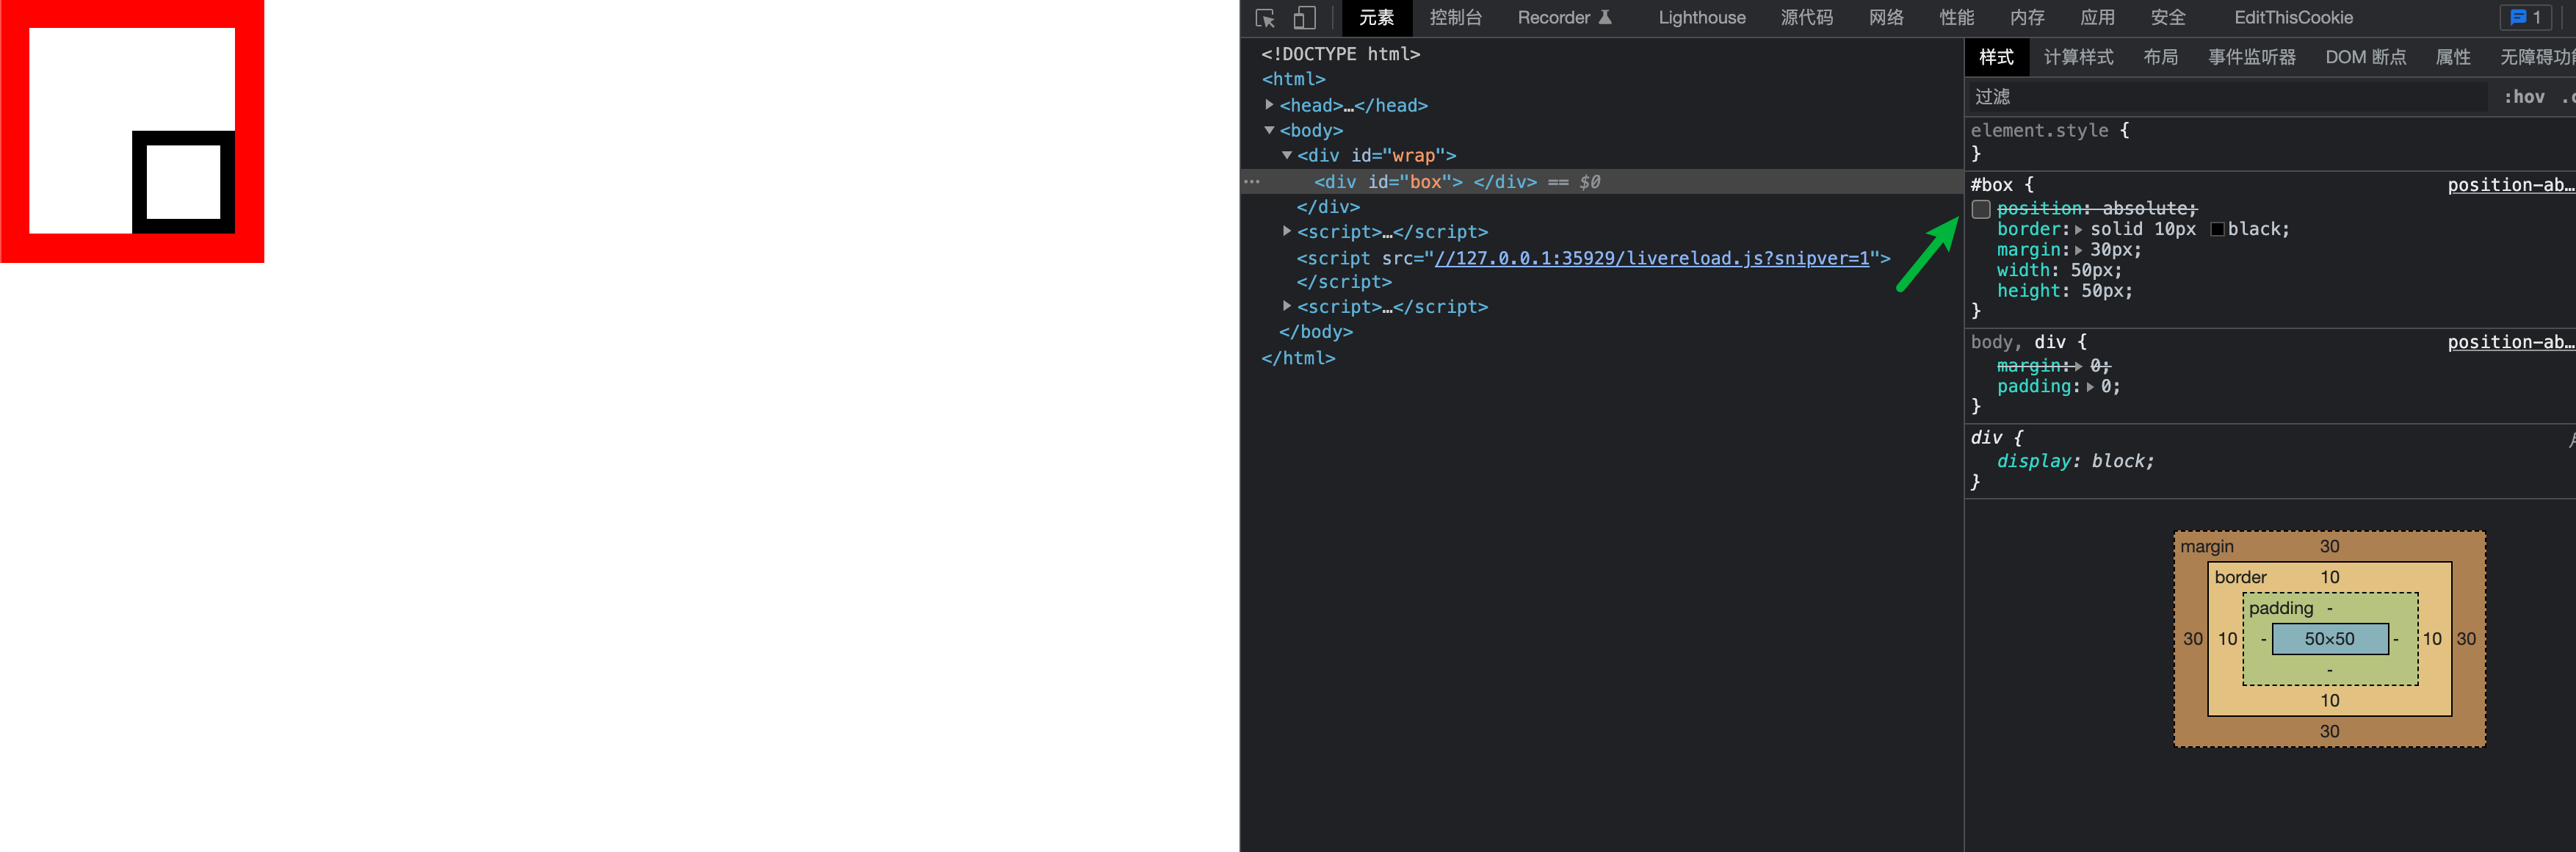 元素 控制台 Recorder Lighthouse 源代码 网络 性能 内存 应用 安全 EditThisCookie 1
<!DOCTYPE html>
<html>
<head>…</head>
<body>
<div id="wrap">
<div id="box"> </div> == $0
</div>
<script>…</script>
<script src="//127.0.0.1:35929/livereload.js?snipver=1">
</script>
<script>…</script>
</body>
</html>
样式 计算样式 布局 事件监听器 DOM 断点 属性 无障碍功
过滤 :hov
element.style {
}
#box { position-ab…
position: absolute;
border: solid 10px black;
margin: 30px;
width: 50px;
height: 50px;
}
body, div { position-ab…
margin: 0;
padding: 0;
}
div {
display: block;
}
margin 30
border 10
padding -
30 10 - 50×50 - 10 30
-
10
30